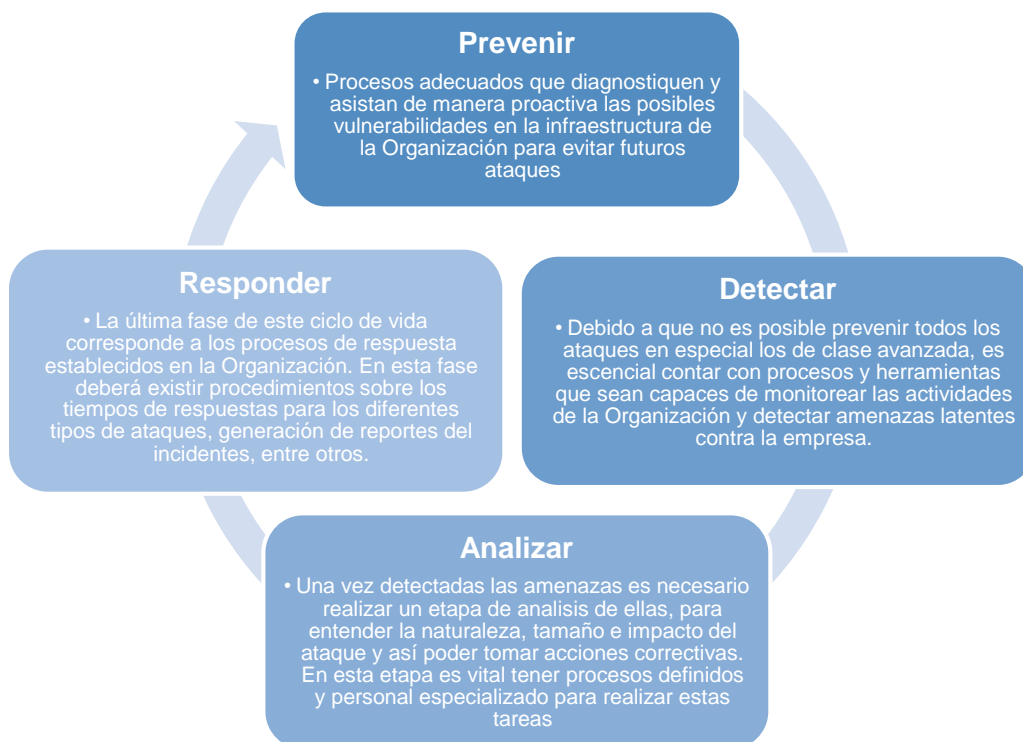 Prevenir
• Procesos adecuados que diagnostiquen y
asistan de manera proactiva las posibles
vulnerabilidades en la infraestructura de
la Organización para evitar futuros
ataques
Detectar
• Debido a que no es posible prevenir todos los
ataques en especial los de clase avanzada, es
escencial contar con procesos y herramientas
que sean capaces de monitorear las actividades
de la Organización y detectar amenazas latentes
contra la empresa.
Analizar
• Una vez detectadas las amenazas es necesario
realizar un etapa de analisis de ellas, para
entender la naturaleza, tamaño e impacto del
ataque y así poder tomar acciones correctivas.
En esta etapa es vital tener procesos definidos
y personal especializado para realizar estas
tareas
Responder
• La última fase de este ciclo de vida
corresponde a los procesos de respuesta
establecidos en la Organización. En esta fase
deberá existir procedimientos sobre los
tiempos de respuestas para los diferentes
tipos de ataques, generación de reportes del
incidentes, entre otros.